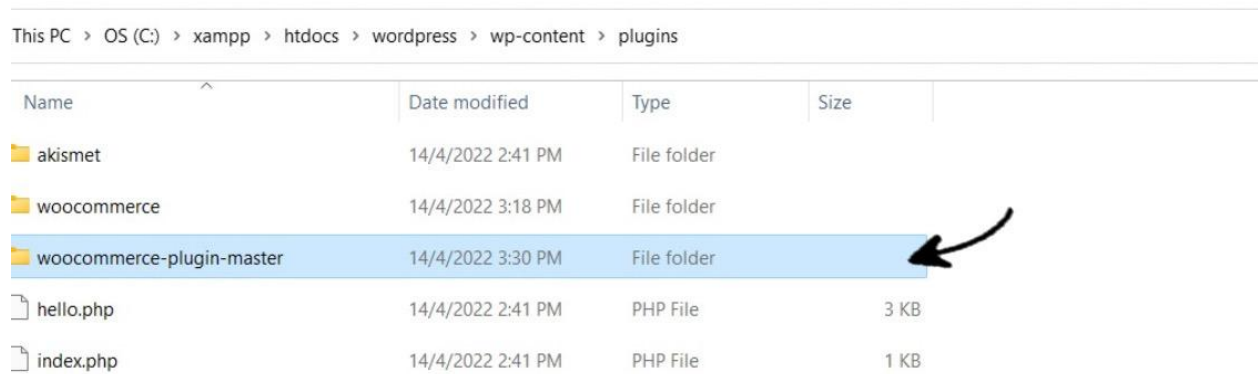 This PC > OS (C:) > xampp > htdocs > wordpress > wp-content > plugins
Name Date modified Type Size
akismet 14/4/2022 2:41 PM File folder
woocommerce 14/4/2022 3:18 PM File folder
woocommerce-plugin-master 14/4/2022 3:30 PM File folder
hello.php 14/4/2022 2:41 PM PHP File 3 KB
index.php 14/4/2022 2:41 PM PHP File 1 KB